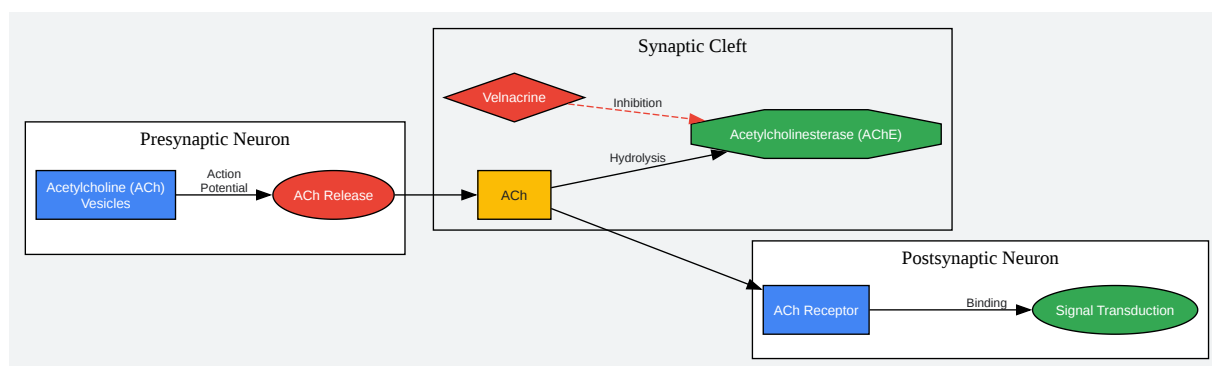 Synaptic Cleft
Velnacrine
Inhibition
Acetylcholinesterase (AChE)
Hydrolysis
ACh
Presynaptic Neuron
Acetylcholine (ACh)
Vesicles
Action
Potential
ACh Release
Postsynaptic Neuron
ACh Receptor
Binding
Signal Transduction